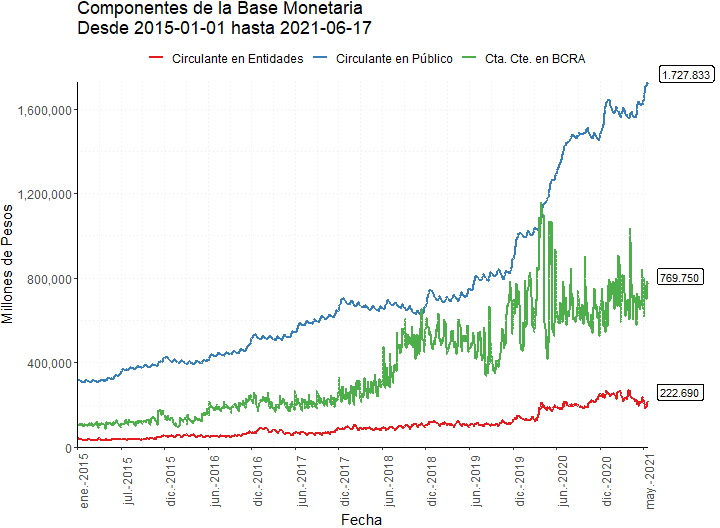 Componentes de la Base Monetaria
Desde 2015-01-01 hasta 2021-06-17
Circulante en Entidades Circulante en Público Cta. Cte. en BCRA
1.727.833
1,600,000
1,200,000
800,000
769.750
400,000
222.690
0
Millones de Pesos
ene.-2015
jul.-2015
dic.-2015
jun.-2016
dic.-2016
jun.-2017
dic.-2017
jun.-2018
dic.-2018
jun.-2019
dic.-2019
jun.-2020
dic.-2020
may.-2021
Fecha